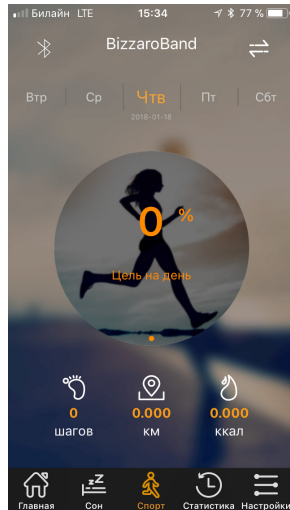 Билайн LTE 15:34 77 %
BizzaroBand
Втр Ср Чтв Пт Сбт
2018-01-18
0 %
Цель на день
0 0.000 0.000
шагов км ккал
Главная Сон Спорт Статистика Настройки